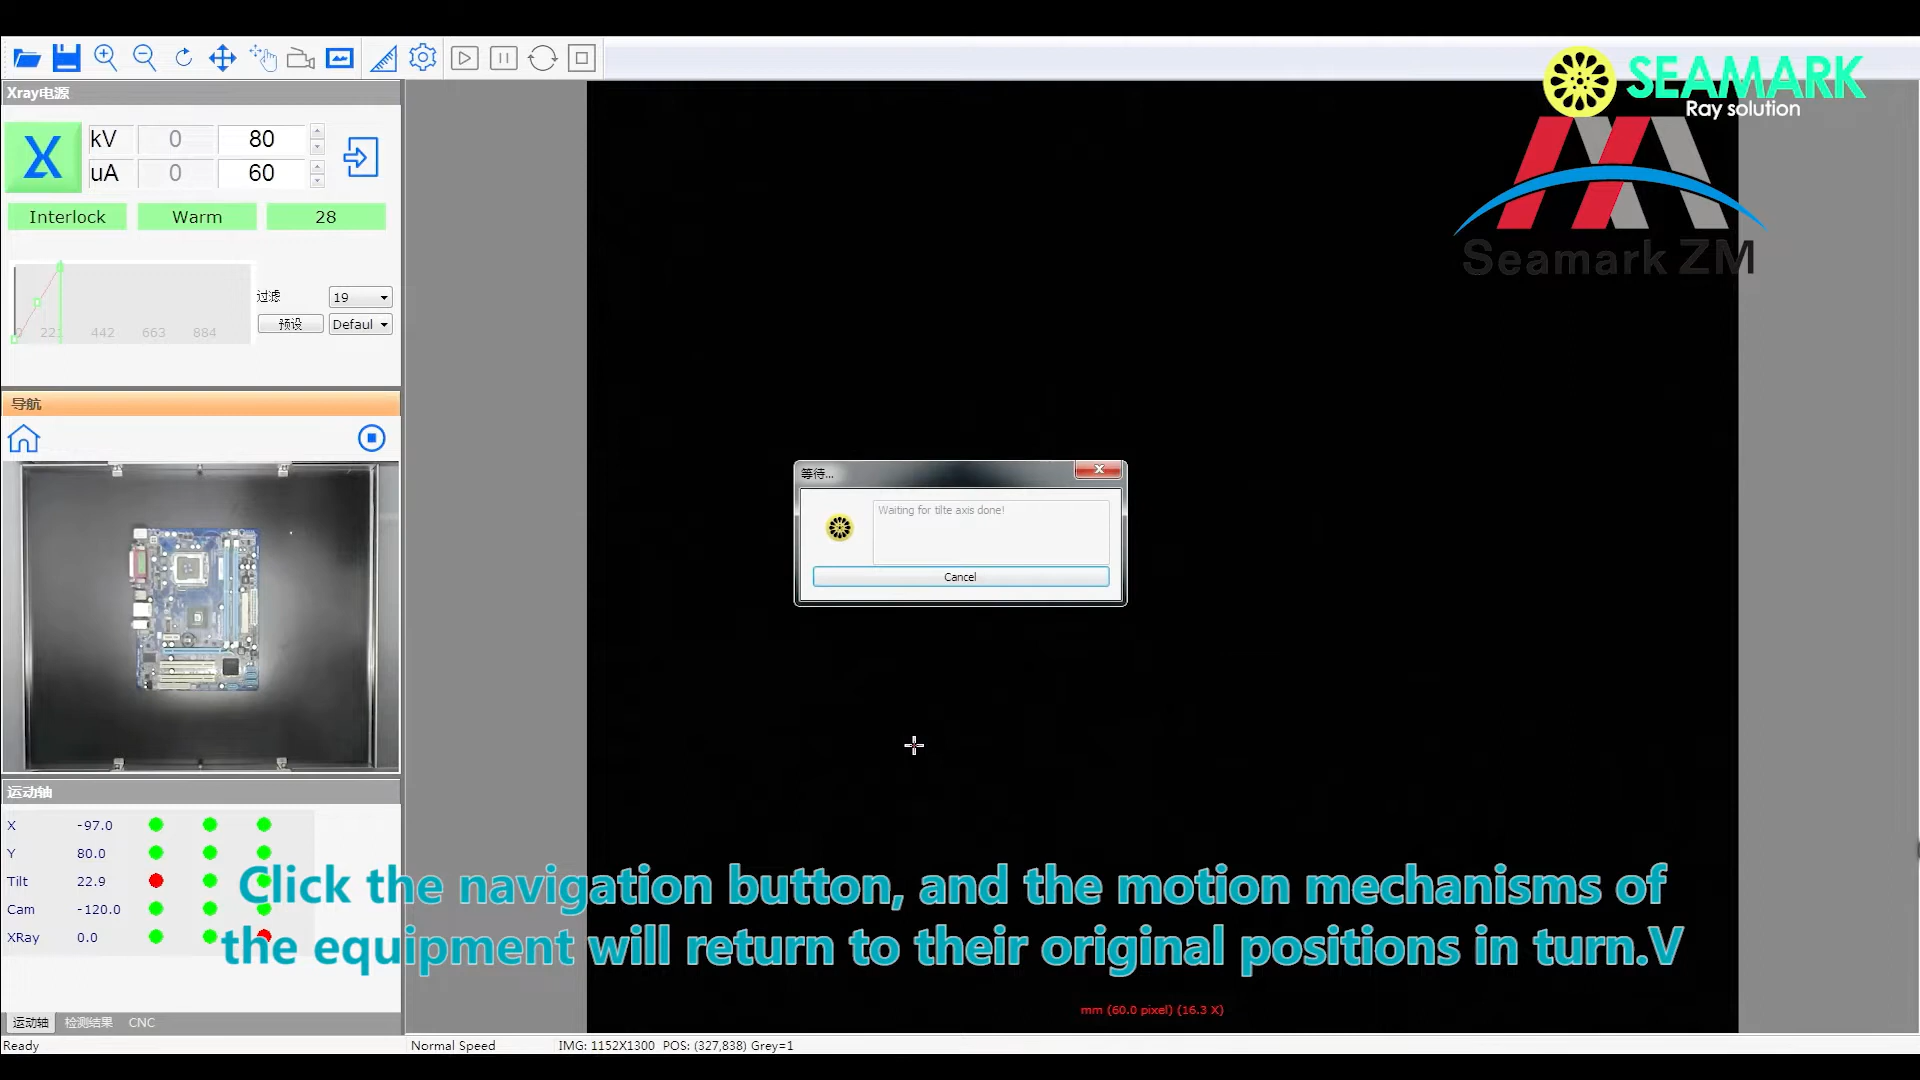 SEAMARK
Ray solution
Seamark ZM
Xray电源
X
kV 0 80
uA 0 60
Interlock Warm 28
过滤 19
0 221 442 663 884
预设 Defaul
导航
等待...
Waiting for tilte axis done!
Cancel
运动轴
X -97.0
Y 80.0
Tilt 22.9
Cam -120.0
XRay 0.0
Click the navigation button, and the motion mechanisms of
the equipment will return to their original positions in turn.V
mm (60.0 pixel) (16.3 X)
运动轴 检测结果 CNC
Ready Normal Speed IMG: 1152X1300 POS: (327,838) Grey=1